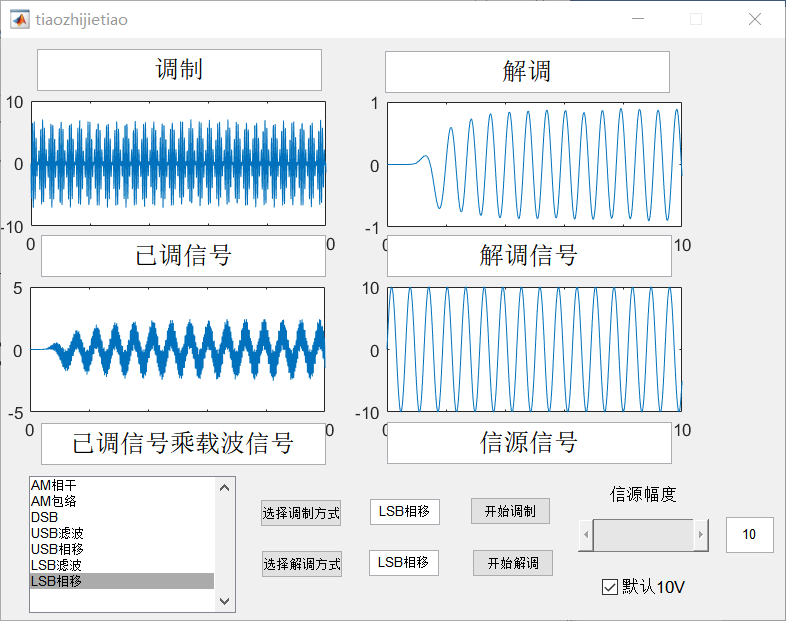 tiaozhijietiao
调制
解调
10
0
-10
0
0
1
0
-1
0
10
已调信号
解调信号
5
0
-5
0
0
10
0
-10
0
10
已调信号乘载波信号
信源信号
AM相干
AM包络
DSB
USB滤波
USB相移
LSB滤波
LSB相移
选择调制方式
LSB相移
开始调制
选择解调方式
LSB相移
开始解调
信源幅度
10
默认10V